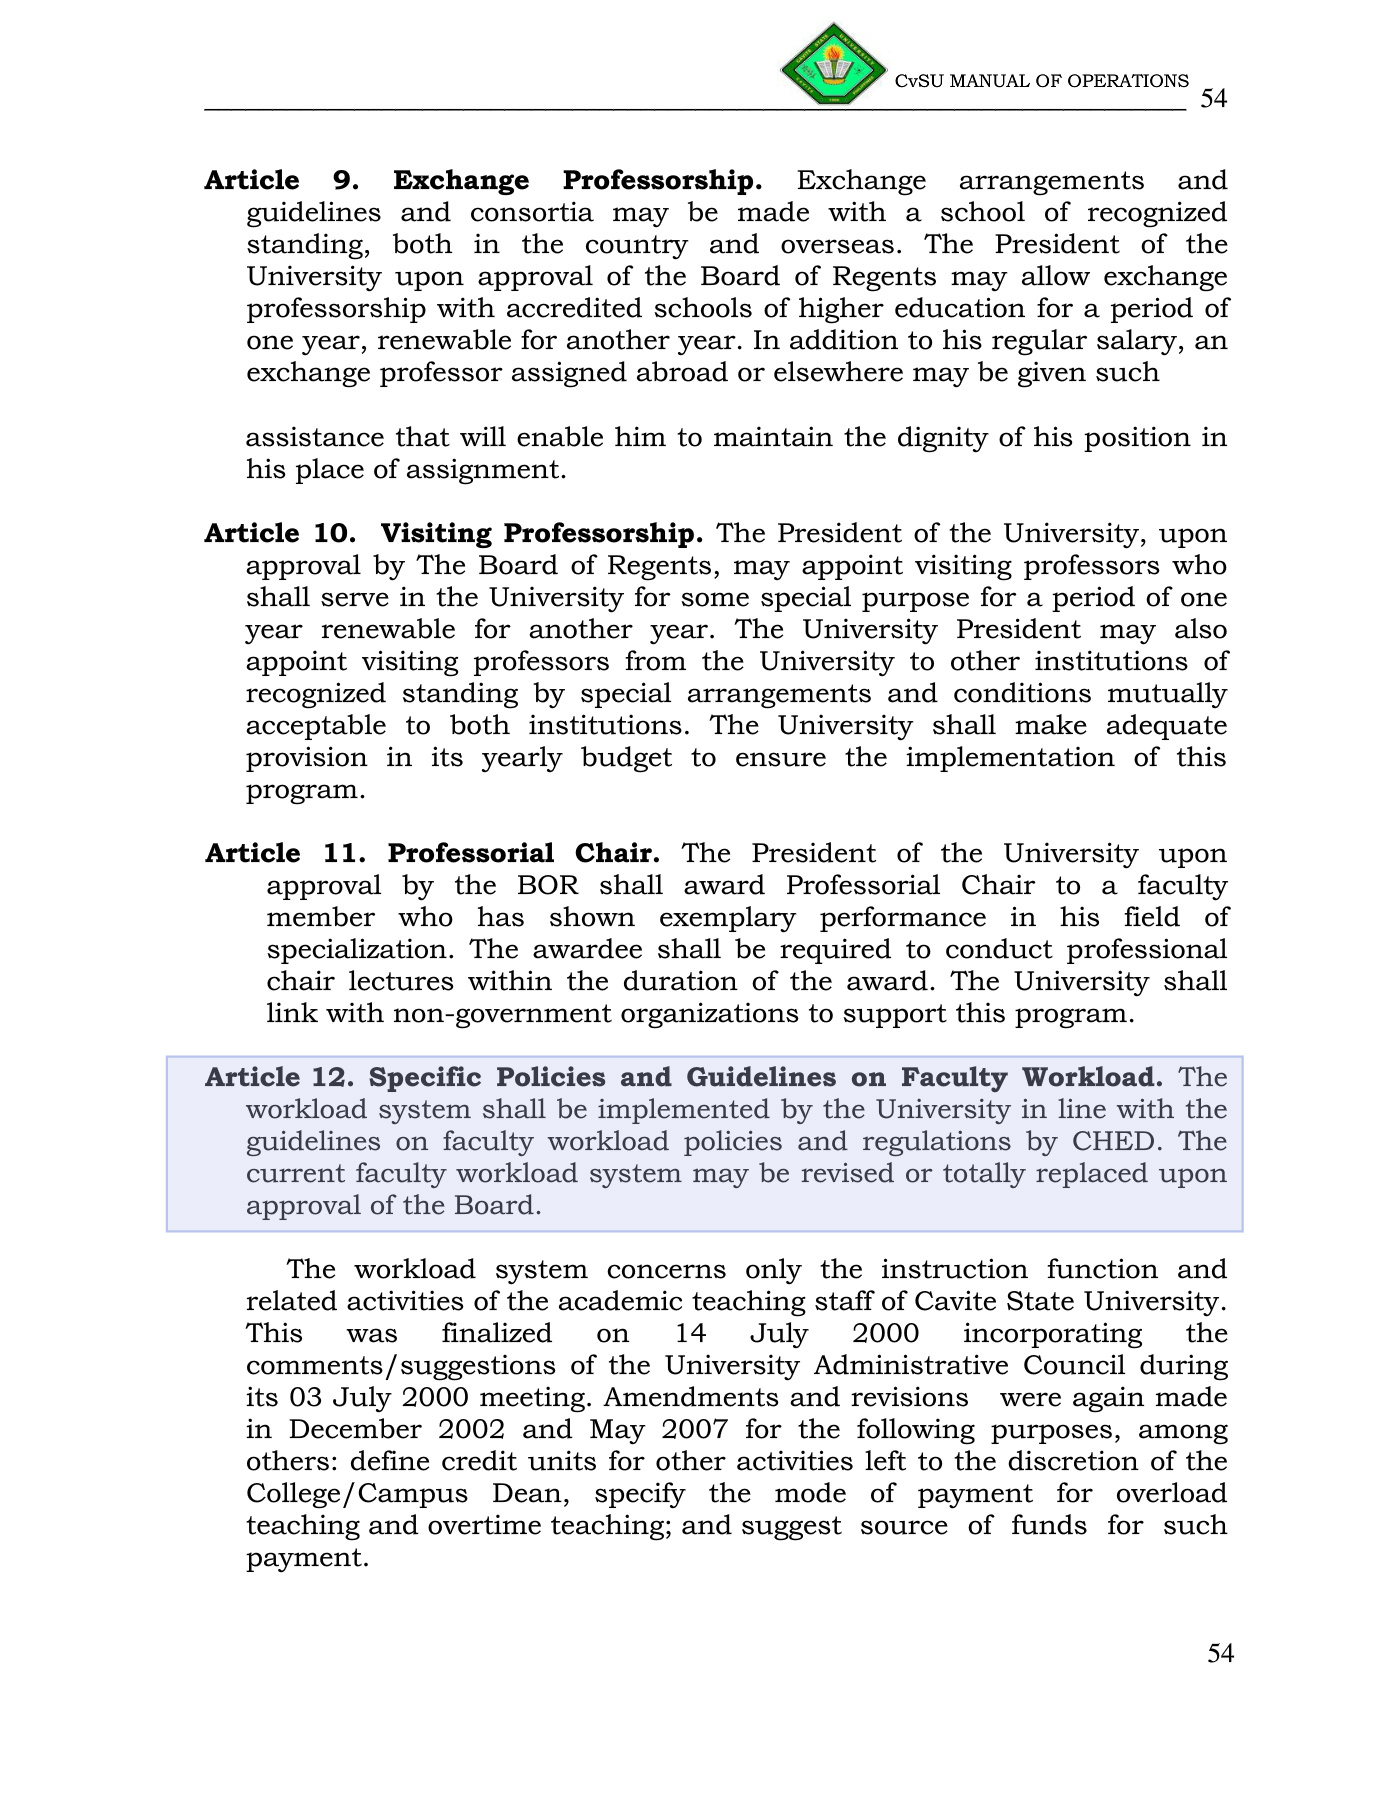 CvSU MANUAL OF OPERATIONS 54
Article 9. Exchange Professorship. Exchange arrangements and
guidelines and consortia may be made with a school of recognized
standing, both in the country and overseas. The President of the
University upon approval of the Board of Regents may allow exchange
professorship with accredited schools of higher education for a period of
one year, renewable for another year. In addition to his regular salary, an
exchange professor assigned abroad or elsewhere may be given such
assistance that will enable him to maintain the dignity of his position in
his place of assignment.
Article 10. Visiting Professorship. The President of the University, upon
approval by The Board of Regents, may appoint visiting professors who
shall serve in the University for some special purpose for a period of one
year renewable for another year. The University President may also
appoint visiting professors from the University to other institutions of
recognized standing by special arrangements and conditions mutually
acceptable to both institutions. The University shall make adequate
provision in its yearly budget to ensure the implementation of this
program.
Article 11. Professorial Chair. The President of the University upon
approval by the BOR shall award Professorial Chair to a faculty
member who has shown exemplary performance in his field of
specialization. The awardee shall be required to conduct professional
chair lectures within the duration of the award. The University shall
link with non-government organizations to support this program.
Article 12. Specific Policies and Guidelines on Faculty Workload. The
workload system shall be implemented by the University in line with the
guidelines on faculty workload policies and regulations by CHED. The
current faculty workload system may be revised or totally replaced upon
approval of the Board.
The workload system concerns only the instruction function and
related activities of the academic teaching staff of Cavite State University.
This was finalized on 14 July 2000 incorporating the
comments/suggestions of the University Administrative Council during
its 03 July 2000 meeting. Amendments and revisions were again made
in December 2002 and May 2007 for the following purposes, among
others: define credit units for other activities left to the discretion of the
College/Campus Dean, specify the mode of payment for overload
teaching and overtime teaching; and suggest source of funds for such
payment.
54